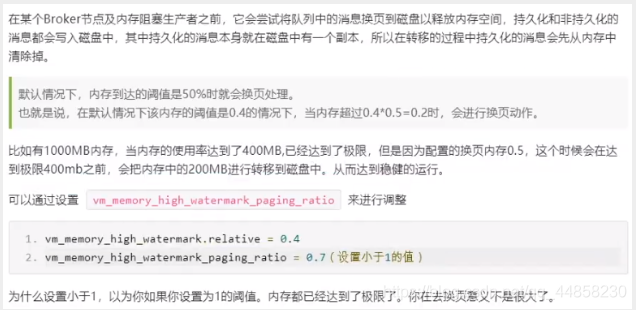 在某个Broker节点及内存阻塞生产者之前，它会尝试将队列中的消息换页到磁盘以释放内存空间，持久化和非持久化的
消息都会写入磁盘中，其中持久化的消息本身就在磁盘中有一个副本，所以在转移的过程中持久化的消息会先从内存中
清除掉。
默认情况下，内存到达的阈值是50%时就会换页处理。
也就是说，在默认情况下该内存的阈值是0.4的情况下，当内存超过0.4*0.5=0.2时，会进行换页动作。
比如有1000MB内存，当内存的使用率达到了400MB,已经达到了极限，但是因为配置的换页内存0.5，这个时候会在达
到极限400mb之前，会把内存中的200MB进行转移到磁盘中。从而达到稳健的运行。
可以通过设置 vm_memory_high_watermark_paging_ratio 来进行调整
1. vm_memory_high_watermark.relative = 0.4
2. vm_memory_high_watermark_paging_ratio = 0.7（设置小于1的值）
为什么设置小于1，以为你如果你设置为1的阈值。内存都已经达到了极限了。你在去换页意义不是很大了。
44858230